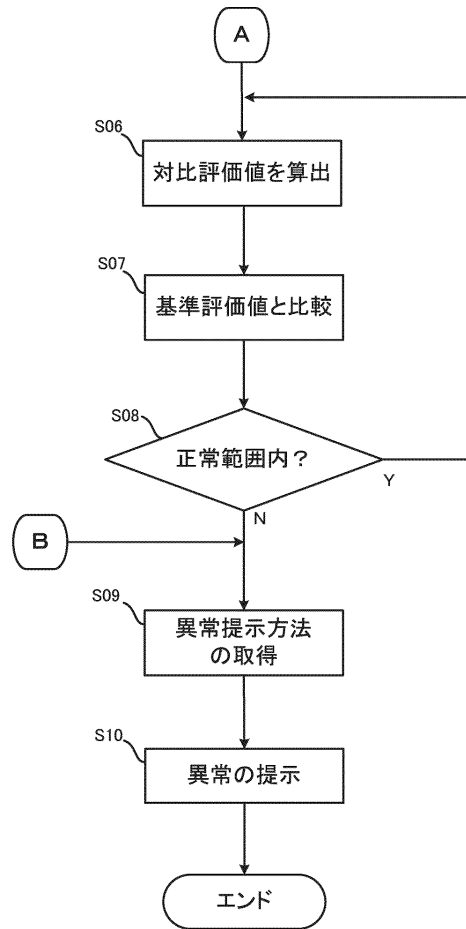 A
S06
対比評価値を算出
S07
基準評価値と比較
S08
正常範囲内？
Y
N
B
S09
異常提示方法
の取得
S10
異常の提示
エンド